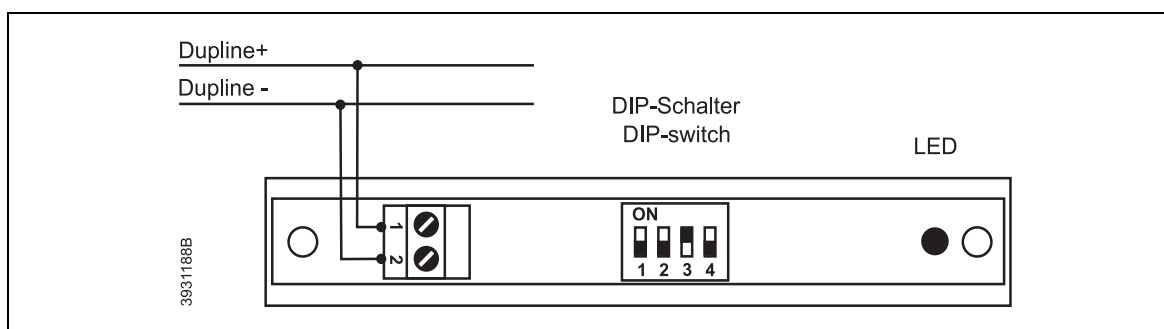 Dupline+
Dupline -
DIP-Schalter
DIP-switch
LED
ON
1 2 3 4
1
2
3931188B